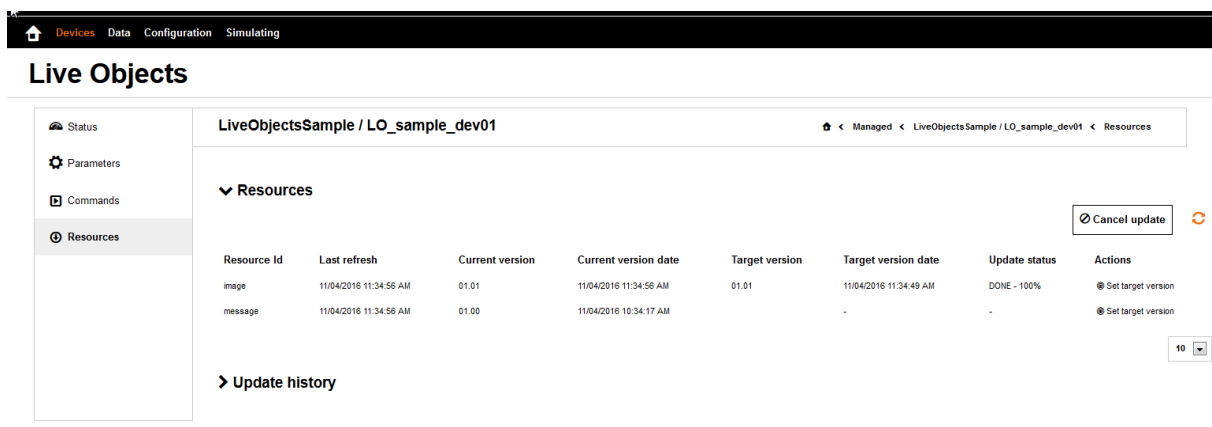 Devices Data Configuration Simulating
Live Objects
Status
Parameters
Commands
Resources
LiveObjectsSample / LO_sample_dev01
Managed LiveObjectsSample / LO_sample_dev01 Resources
Resources
Cancel update
Resource Id Last refresh Current version Current version date Target version Target version date Update status Actions
image 11/04/2016 11:34:56 AM 01.01 11/04/2016 11:34:56 AM 01.01 11/04/2016 11:34:49 AM DONE - 100% Set target version
message 11/04/2016 11:34:56 AM 01.00 11/04/2016 10:34:17 AM - - Set target version
10
Update history